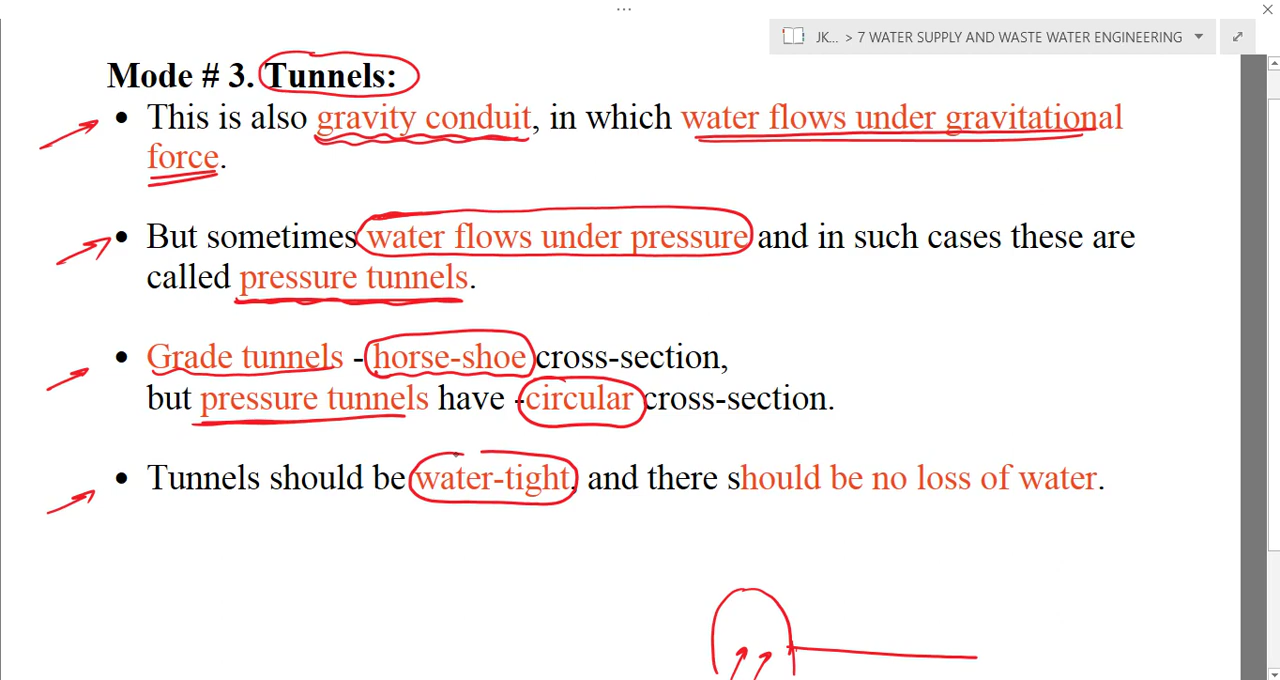 ...
JK... > 7 WATER SUPPLY AND WASTE WATER ENGINEERING
Mode # 3. Tunnels:
• This is also gravity conduit, in which water flows under gravitational
force.
• But sometimes water flows under pressure and in such cases these are
called pressure tunnels.
• Grade tunnels - horse-shoe cross-section,
but pressure tunnels have -circular cross-section.
• Tunnels should be water-tight, and there should be no loss of water.